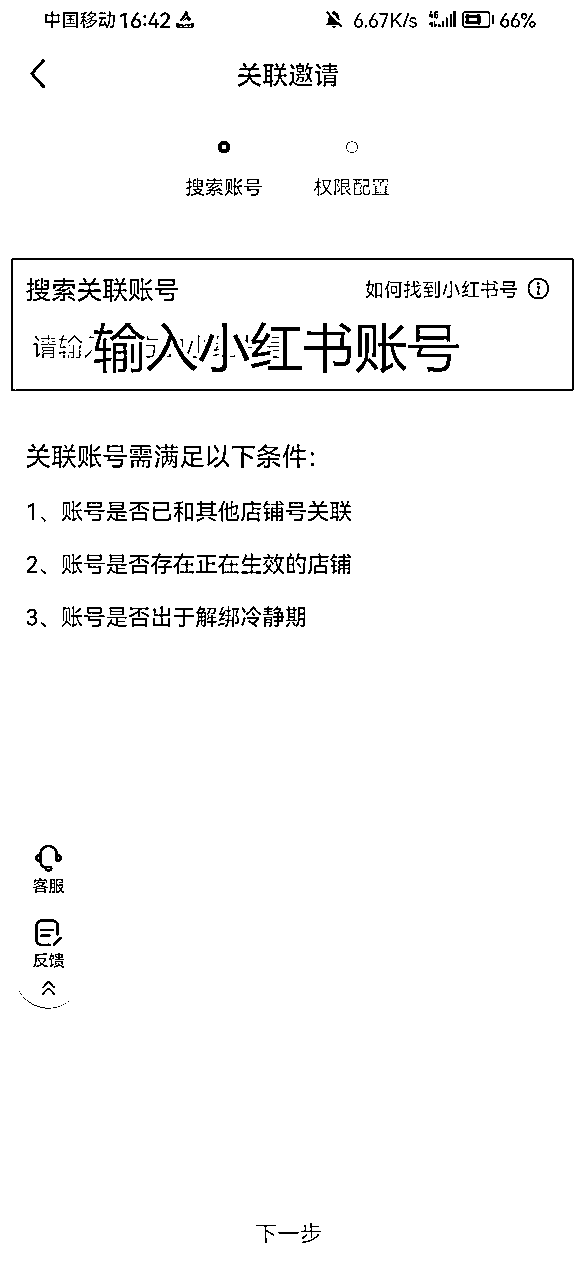 中国移动 16:42 6.67K/s 4G 66%
关联邀请
搜索账号 权限配置
搜索关联账号 如何找到小红书号
请输
输入小红书账号
关联账号需满足以下条件:
1、账号是否已和其他店铺号关联
2、账号是否存在正在生效的店铺
3、账号是否出于解绑冷静期
客服
反馈
下一步